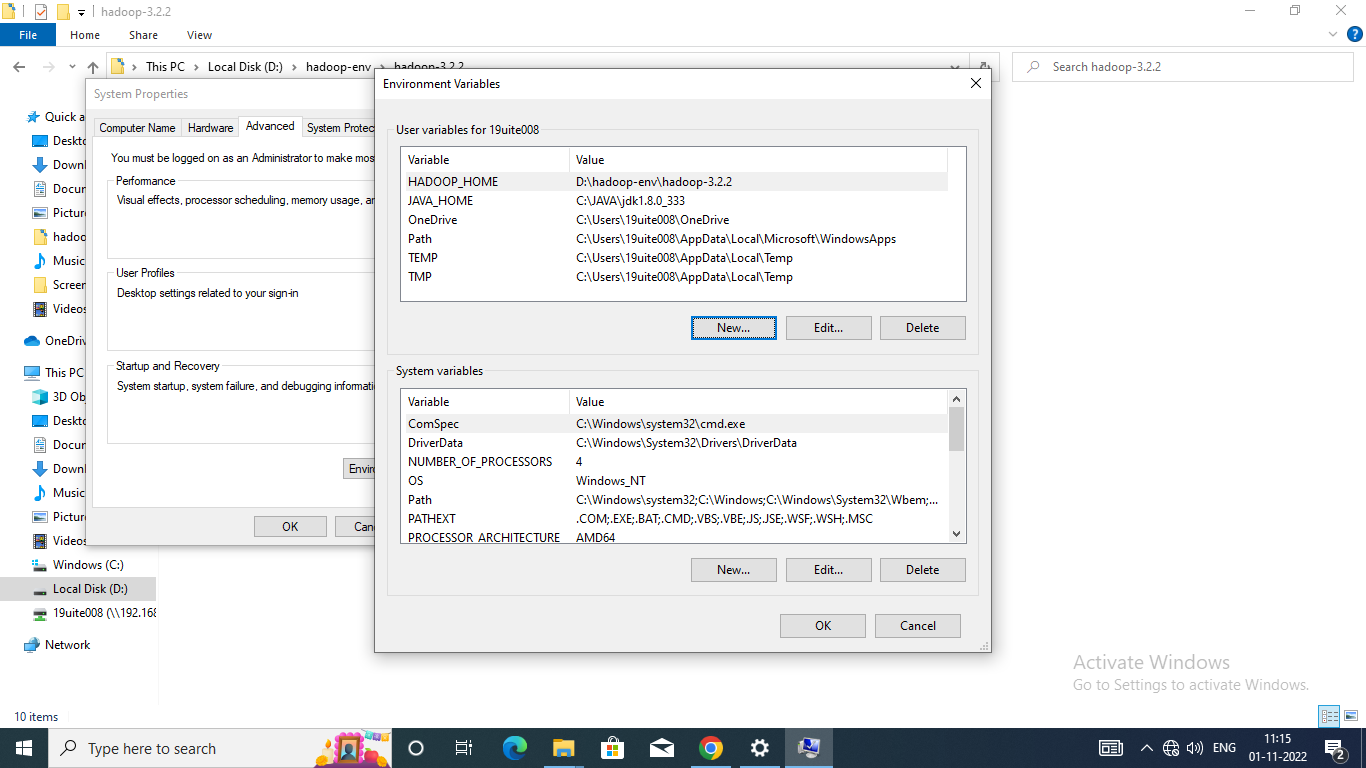 hadoop-3.2.2
File Home Share View
This PC Local Disk (D:) hadoop-env hadoop-3.2.2
Search hadoop-3.2.2
Quick a
Deskto
Downl
Docun
Picture
hadoo
Music
Screen
Videos
OneDriv
This PC
3D Obj
Deskto
Docum
Downl
Music
Picture
Videos
Windows (C:)
Local Disk (D:)
19uite008 (\\192.168
Network
10 items
System Properties
Computer Name Hardware Advanced System Protec
You must be logged on as an Administrator to make mos
Performance
Visual effects, processor scheduling, memory usage, an
User Profiles
Desktop settings related to your sign-in
Startup and Recovery
System startup, system failure, and debugging informati
Envir
OK Can
Environment Variables
User variables for 19uite008
Variable Value
HADOOP_HOME D:\hadoop-env\hadoop-3.2.2
JAVA_HOME C:\JAVA\jdk1.8.0_333
OneDrive C:\Users\19uite008\OneDrive
Path C:\Users\19uite008\AppData\Local\Microsoft\WindowsApps
TEMP C:\Users\19uite008\AppData\Local\Temp
TMP C:\Users\19uite008\AppData\Local\Temp
New... Edit... Delete
System variables
Variable Value
ComSpec C:\Windows\system32\cmd.exe
DriverData C:\Windows\System32\Drivers\DriverData
NUMBER_OF_PROCESSORS 4
OS Windows_NT
Path C:\Windows\system32;C:\Windows;C:\Windows\System32\Wbem;...
PATHEXT .COM;.EXE;.BAT;.CMD;.VBS;.VBE;.JS;.JSE;.WSF;.WSH;.MSC
PROCESSOR_ARCHITECTURE AMD64
New... Edit... Delete
OK Cancel
Activate Windows
Go to Settings to activate Windows.
Type here to search
ENG
11:15
01-11-2022
2